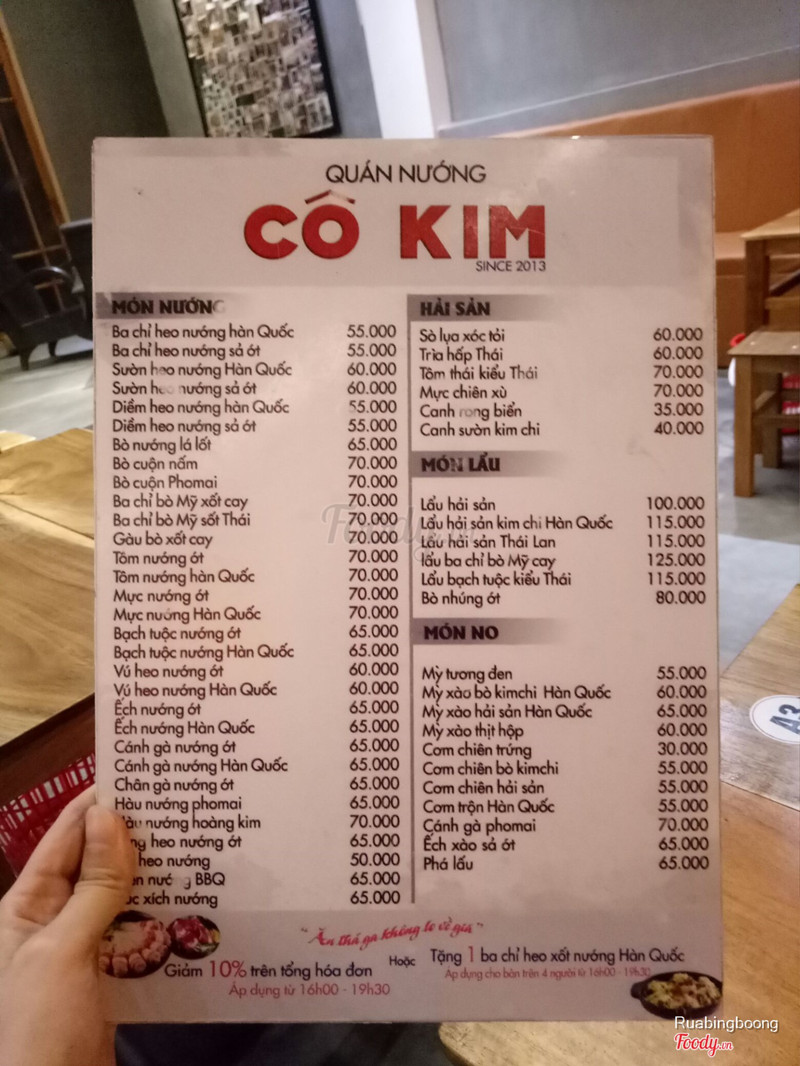 QUÁN NƯỚNG
CÔ KIM
SINCE 2013
MÓN NƯỚNG
Ba chỉ heo nướng hàn Quốc 55.000
Ba chỉ heo nướng sả ớt 55.000
Sườn heo nướng Hàn Quốc 60.000
Sườn heo nướng sả ớt 60.000
Diềm heo nướng hàn Quốc 55.000
Diềm heo nướng sả ớt 55.000
Bò nướng lá lốt 65.000
Bò cuộn nấm 70.000
Bò cuộn Phomai 70.000
Ba chỉ bò Mỹ xốt cay 70.000
Ba chỉ bò Mỹ sốt Thái 70.000
Gàu bò xốt cay 70.000
Tôm nướng ớt 70.000
Tôm nướng hàn Quốc 70.000
Mực nướng ớt 70.000
Mực nướng Hàn Quốc 70.000
Bạch tuộc nướng ớt 65.000
Bạch tuộc nướng Hàn Quốc 65.000
Vú heo nướng ớt 60.000
Vú heo nướng Hàn Quốc 60.000
Ếch nướng ớt 65.000
Ếch nướng Hàn Quốc 65.000
Cánh gà nướng ớt 65.000
Cánh gà nướng Hàn Quốc 65.000
Chân gà nướng ớt 65.000
Hàu nướng phomai 65.000
nướng hoàng kim 70.000
heo nướng ớt 65.000
heo nướng 50.000
nướng BBQ 65.000
xích nướng 65.000
HẢI SẢN
Sò lụa xóc tỏi 60.000
Trìa hấp Thái 60.000
Tôm thái kiểu Thái 70.000
Mực chiên xù 70.000
Canh rong biển 35.000
Canh sườn kim chi 40.000
MÓN LẨU
Lẩu hải sản 100.000
Lẩu hải sản kim chi Hàn Quốc 115.000
Lẩu hải sản Thái Lan 115.000
lẩu ba chỉ bò Mỹ cay 125.000
Lẩu bạch tuộc kiểu Thái 115.000
Bò nhúng ớt 80.000
MÓN NO
Mỳ tương đen 55.000
Mỳ xào bò kimchi Hàn Quốc 60.000
Mỳ xào hải sản Hàn Quốc 65.000
Mỳ xào thịt hộp 60.000
Cơm chiên trứng 30.000
Cơm chiên bò kimchi 55.000
Cơm chiên hải sản 55.000
Cơm trộn Hàn Quốc 55.000
Cánh gà phomai 70.000
Ếch xào sả ớt 65.000
Phá lấu 65.000
"Ăn thả ga không lo về giá"
Giảm 10% trên tổng hóa đơn
Áp dụng từ 16h00 - 19h30
Hoặc
Tặng 1 ba chỉ heo xốt nướng Hàn Quốc
Áp dụng cho bàn trên 4 người từ 16h00 - 19h30
A3
Foody.vn
Ruabingboong
Foody.vn